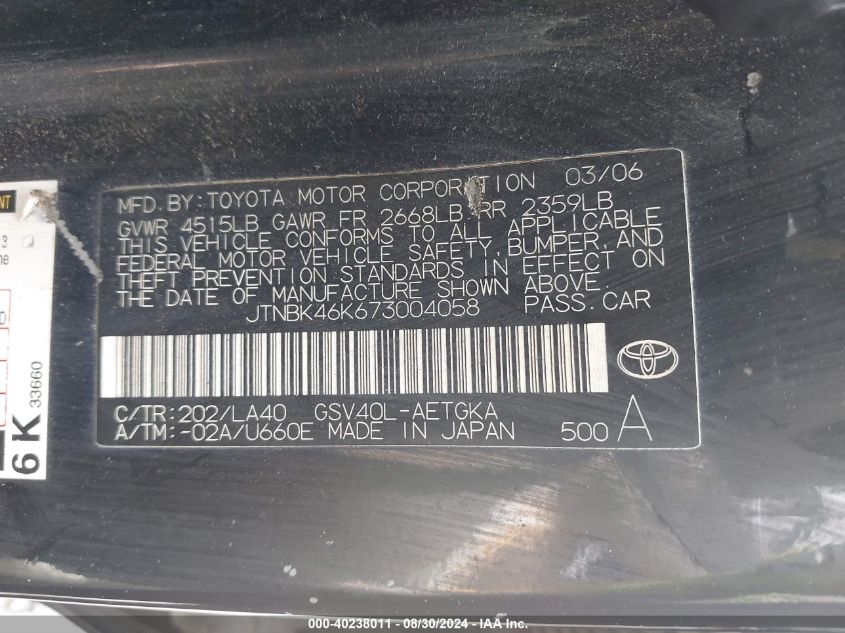 MFD. BY: TOYOTA MOTOR CORPORATION 03/06
GVWR 4515LB GAWR FR 2668LB RR 2359LB
THIS VEHICLE CONFORMS TO ALL APPLICABLE
FEDERAL MOTOR VEHICLE SAFETY, BUMPER, AND
THEFT PREVENTION STANDARDS IN EFFECT ON
THE DATE OF MANUFACTURE SHOWN ABOVE.
JTNBK46K673004058 PASS. CAR
C/TR: 202/LA40 GSV40L-AETGKA
A/TM: -02A/U660E MADE IN JAPAN 500 A
3
6 K 33660
000-40238011 - 08/30/2024 - IAA Inc.